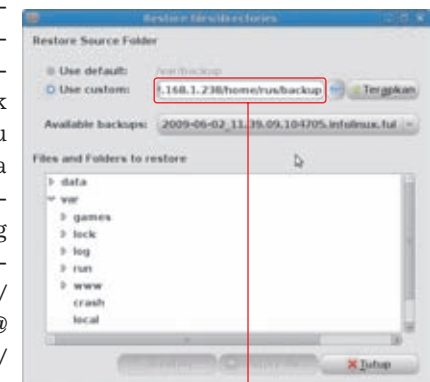 Restore files/directories
Restore Source Folder
Use default: /var/backup
Use custom: .168.1.238/home/rus/backup Terapkan
Available backups: 2009-06-02_11.39.09.104705.infolinux.ful
Files and Folders to restore
data
var
games
lock
log
run
www
crash
local
Tutup
k
u
a
g
/
@
/